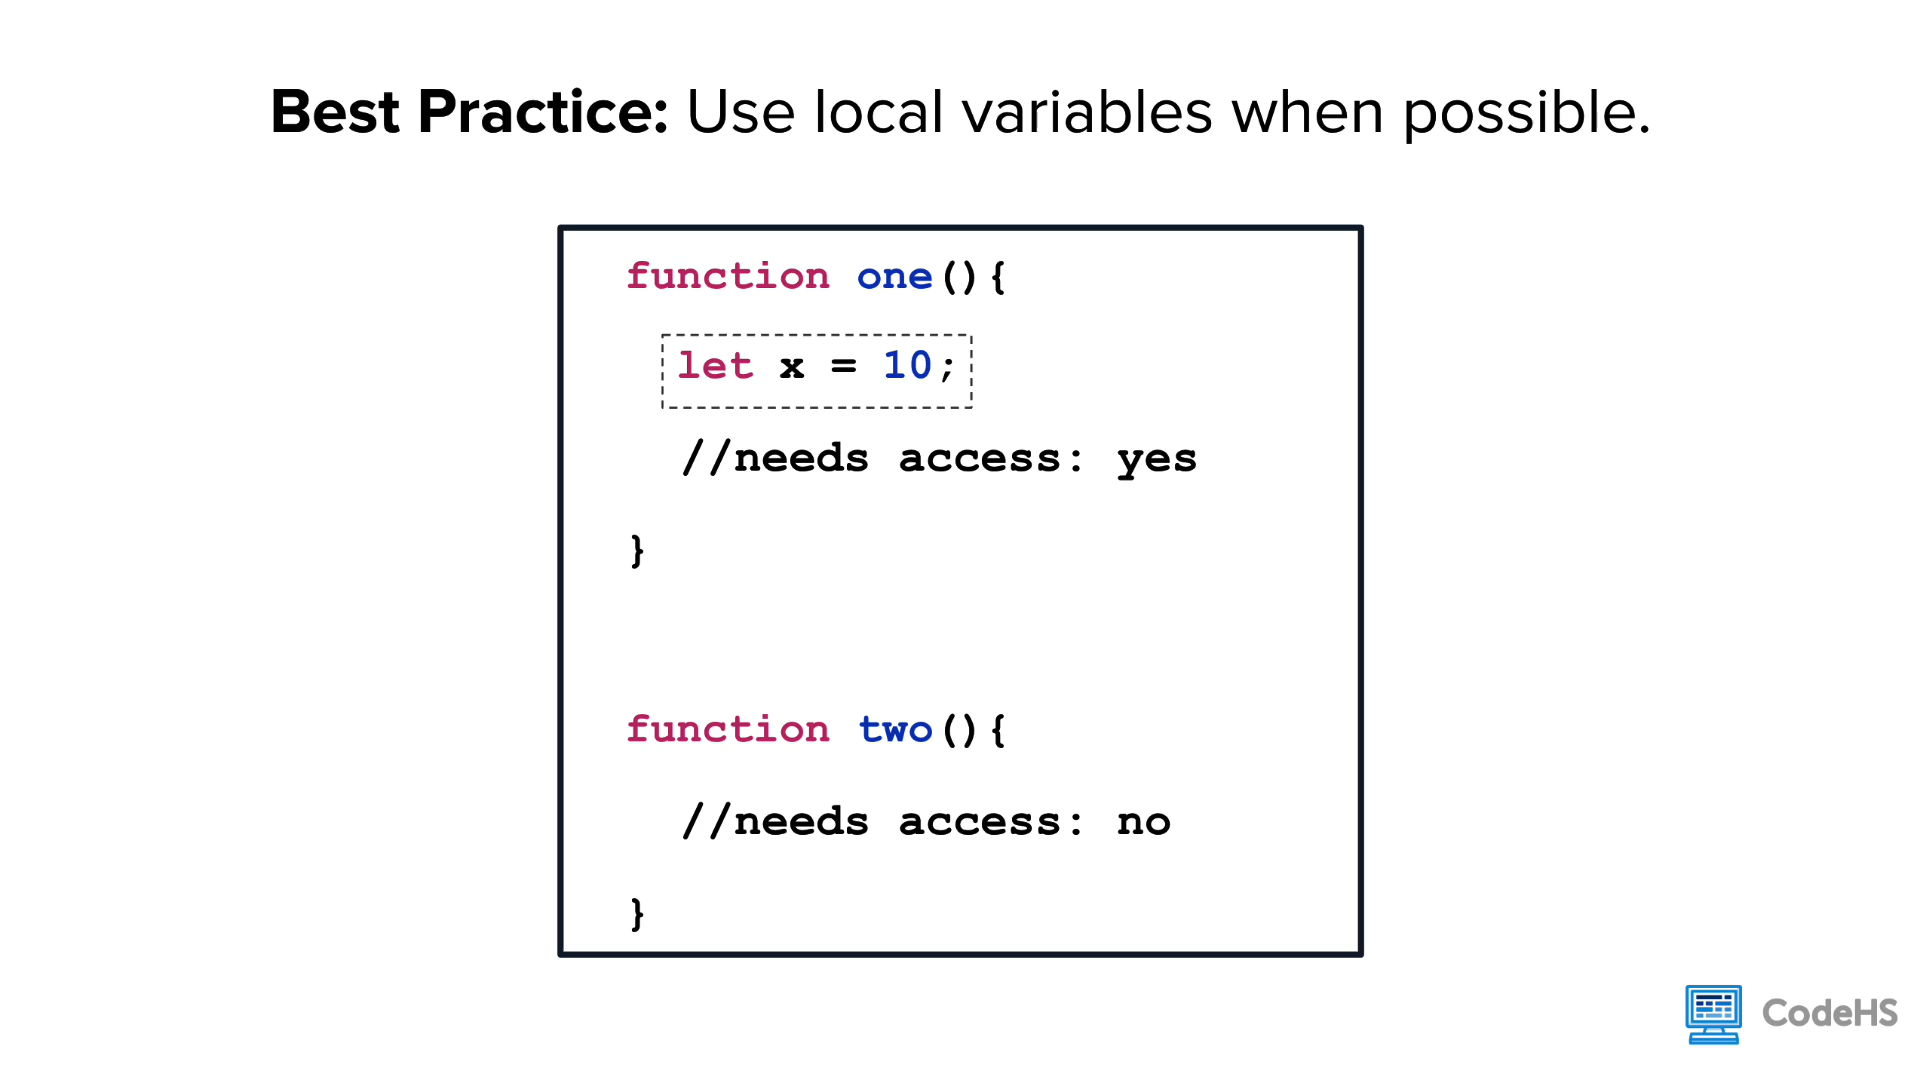 Best Practice: Use local variables when possible.
function one(){
let x = 10;
//needs access: yes
}
function two(){
//needs access: no
}
CodeHS